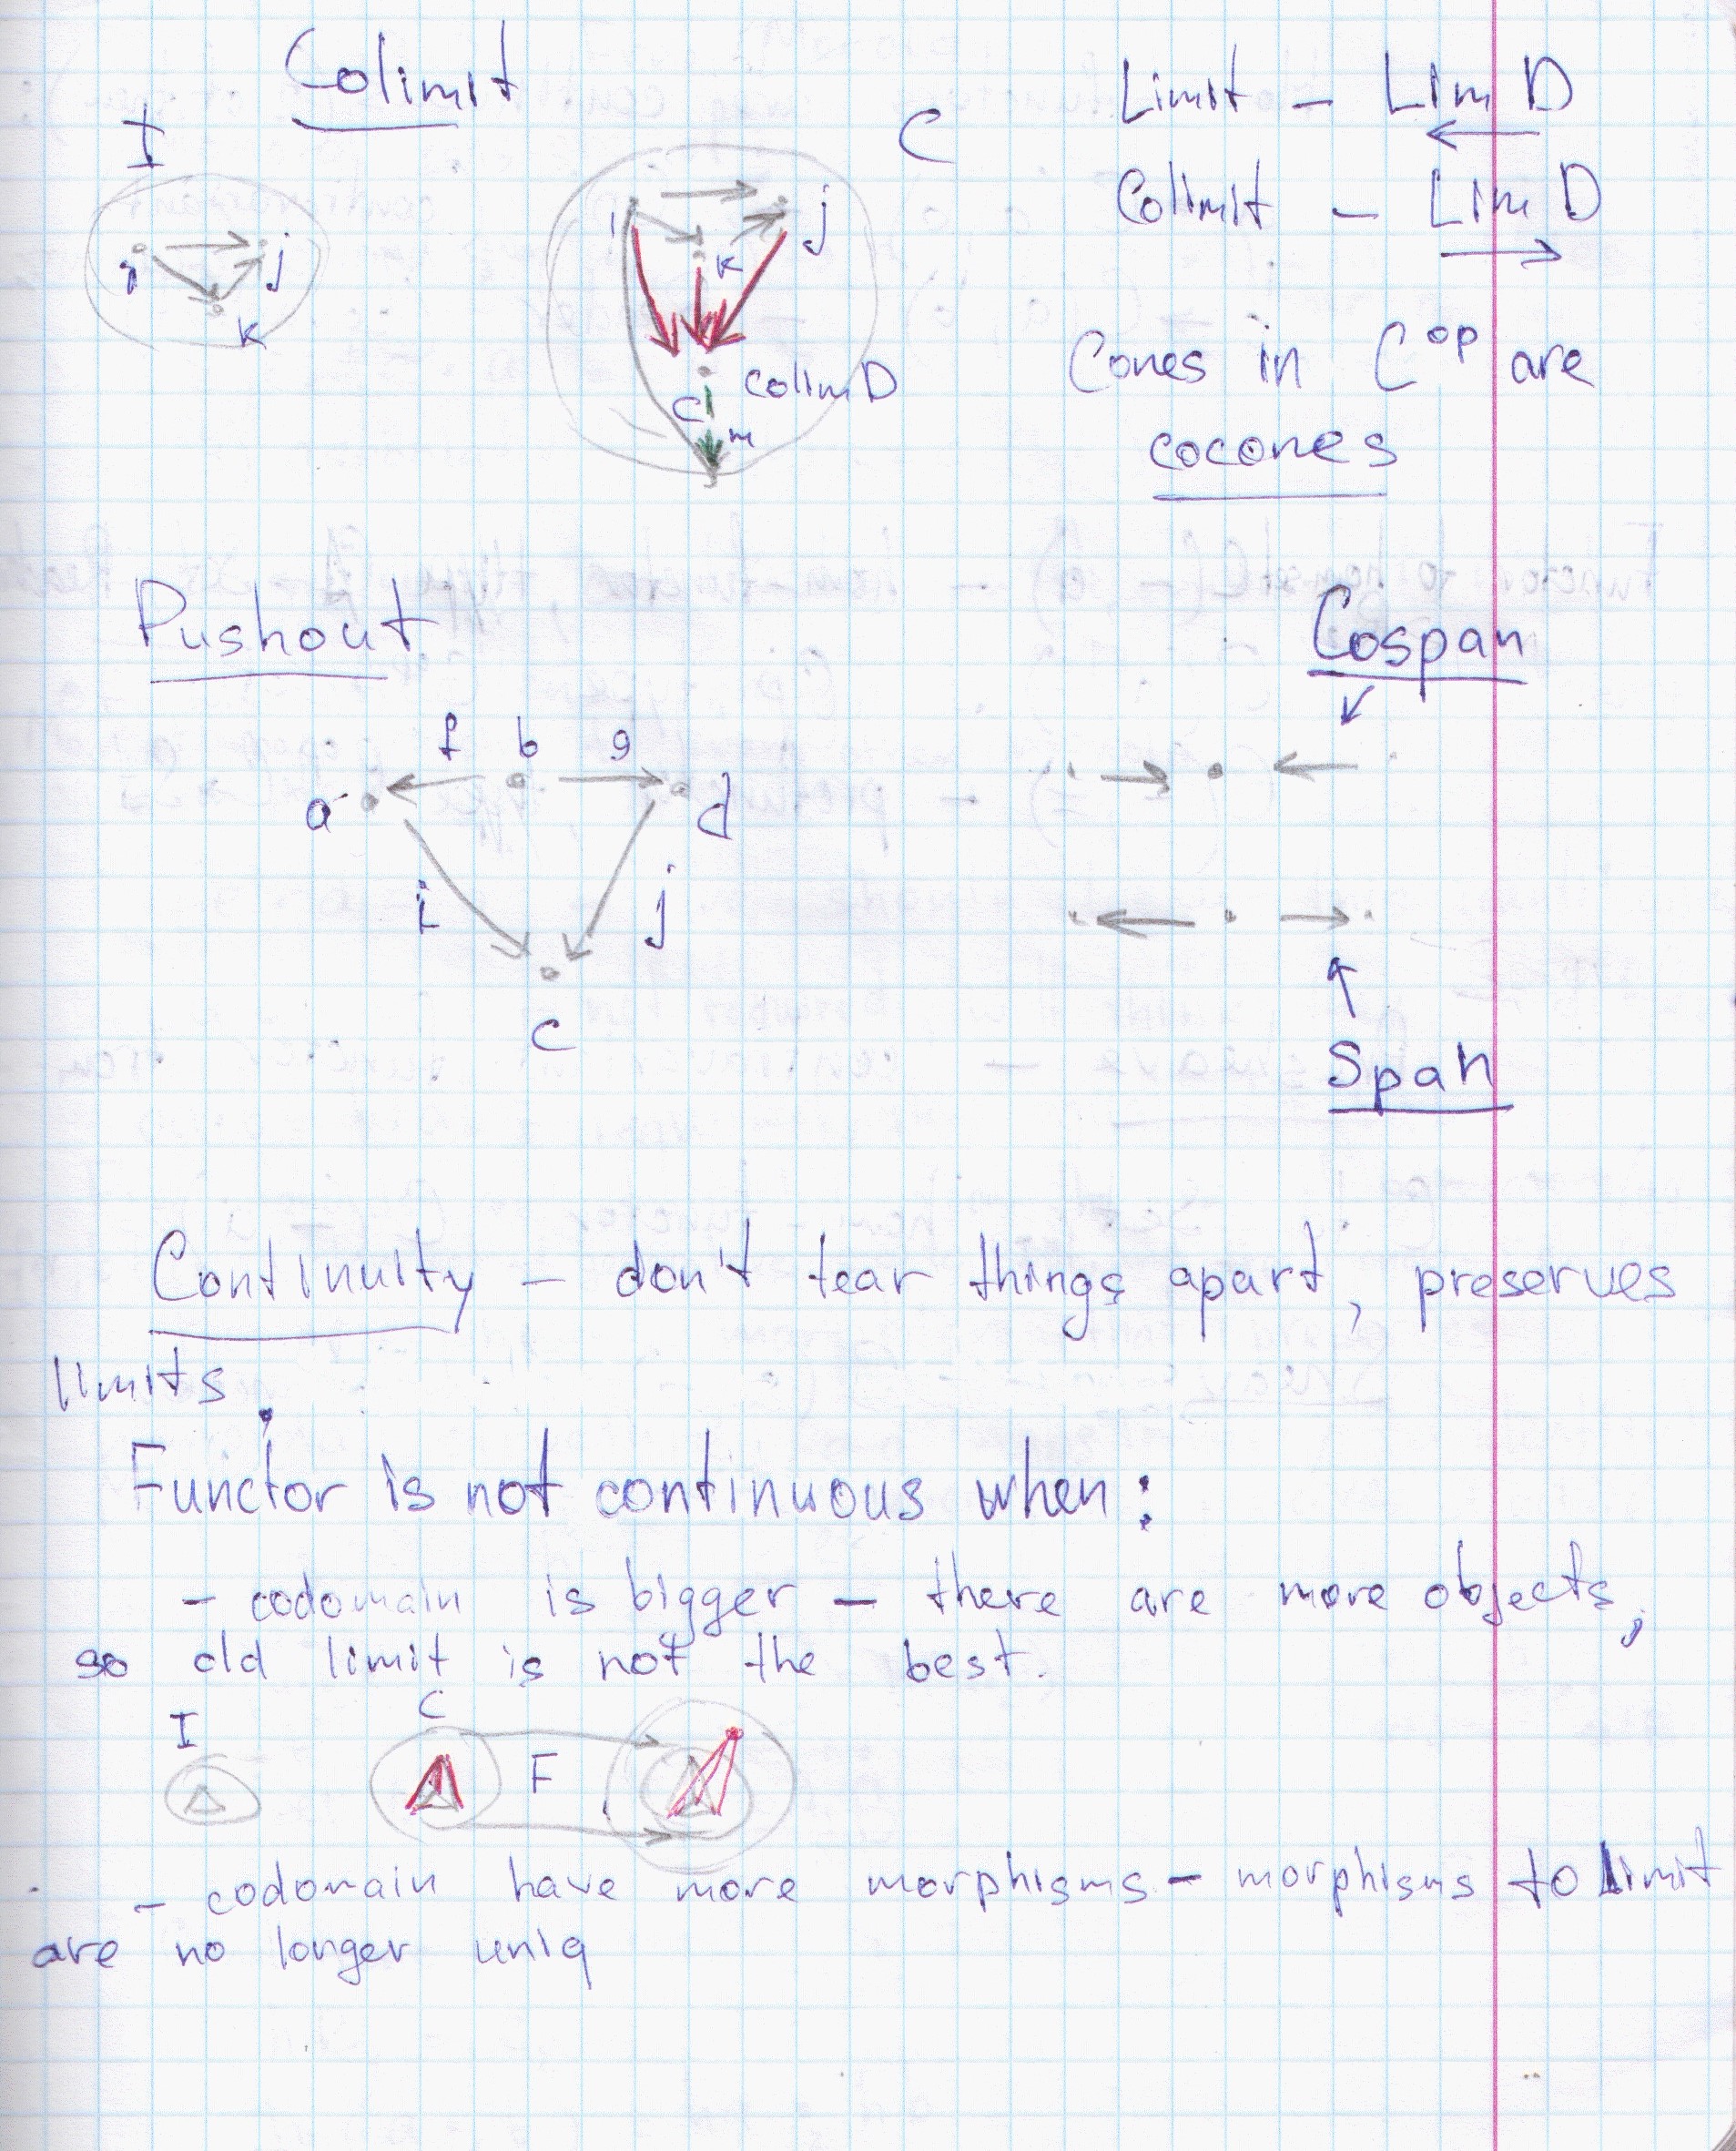 Colimit
I
i
j
k
C
i
j
k
colim D
c
m
Limit - Lim D
Colimit - Lim D
Cones in C^op are
cocones
Pushout
f b g
a d
i j
c
Cospan
Span
Continuity - don't tear things apart, preserves
limits.
Functor is not continuous when:
- codomain is bigger - there are more objects,
so old limit is not the best.
I C
F
- codomain have more morphisms - morphisms to limit
are no longer uniq